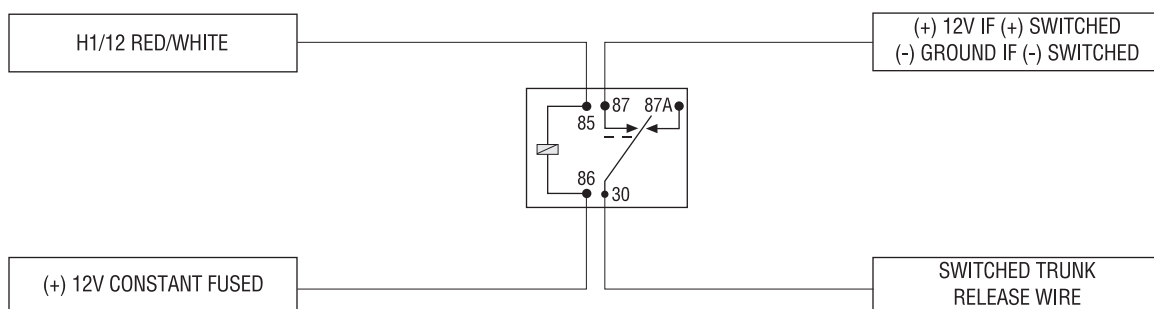 H1/12 RED/WHITE
(+) 12V IF (+) SWITCHED
(-) GROUND IF (-) SWITCHED
87 87A
85
86
30
(+) 12V CONSTANT FUSED
SWITCHED TRUNK
RELEASE WIRE